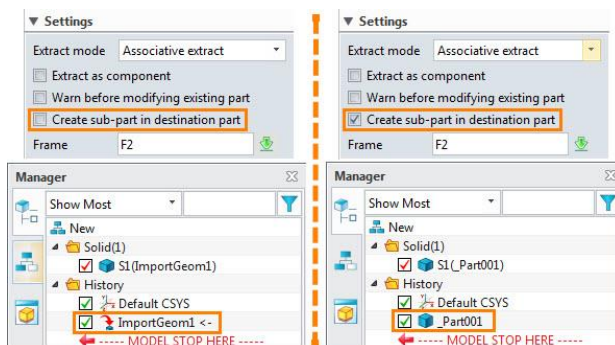 Settings
Extract mode Associative extract
Extract as component
Warn before modifying existing part
Create sub-part in destination part
Frame F2
Manager
Show Most
New
Solid(1)
S1(ImportGeom1)
History
Default CSYS
ImportGeom1 <-
----- MODEL STOP HERE -----
Settings
Extract mode Associative extract
Extract as component
Warn before modifying existing part
Create sub-part in destination part
Frame F2
Manager
Show Most
New
Solid(1)
S1(_Part001)
History
Default CSYS
_Part001
----- MODEL STOP HERE -----